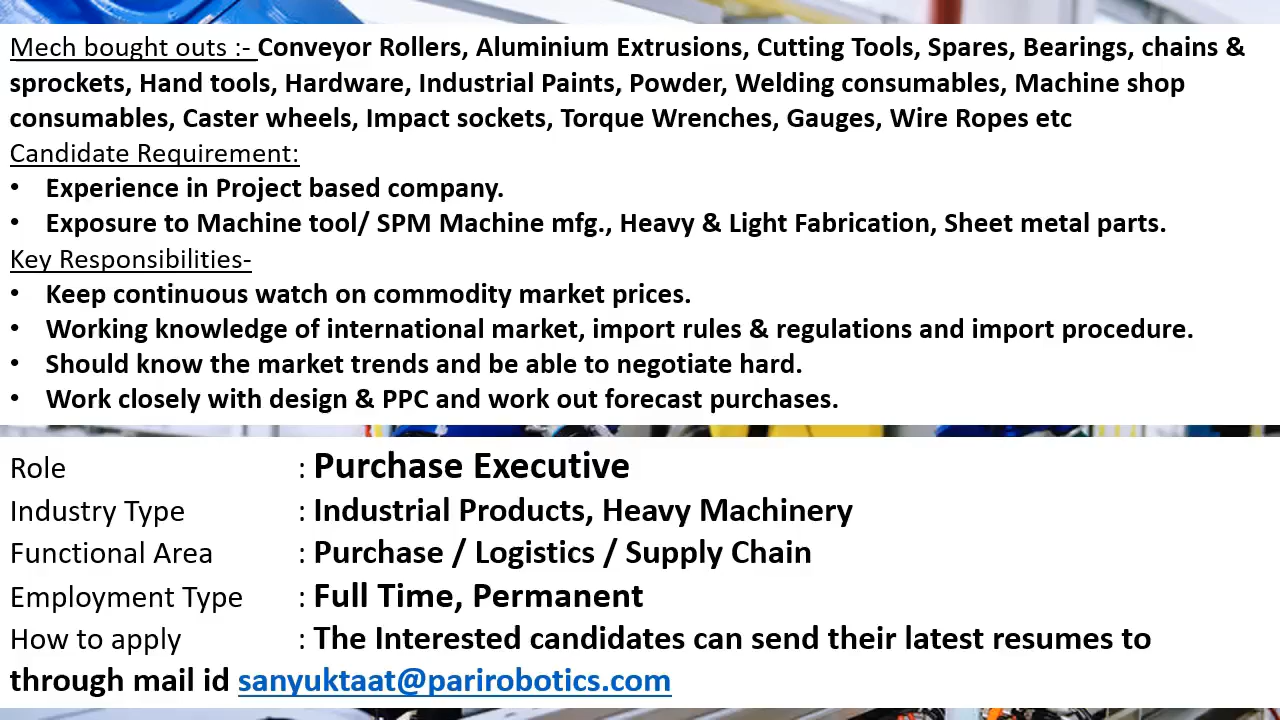 Mech bought outs :- Conveyor Rollers, Aluminium Extrusions, Cutting Tools, Spares, Bearings, chains &
sprockets, Hand tools, Hardware, Industrial Paints, Powder, Welding consumables, Machine shop
consumables, Caster wheels, Impact sockets, Torque Wrenches, Gauges, Wire Ropes etc
Candidate Requirement:
• Experience in Project based company.
• Exposure to Machine tool/ SPM Machine mfg., Heavy & Light Fabrication, Sheet metal parts.
Key Responsibilities-
• Keep continuous watch on commodity market prices.
• Working knowledge of international market, import rules & regulations and import procedure.
• Should know the market trends and be able to negotiate hard.
• Work closely with design & PPC and work out forecast purchases.
Role : Purchase Executive
Industry Type : Industrial Products, Heavy Machinery
Functional Area : Purchase / Logistics / Supply Chain
Employment Type : Full Time, Permanent
How to apply : The Interested candidates can send their latest resumes to
through mail id sanyuktaat@parirobotics.com